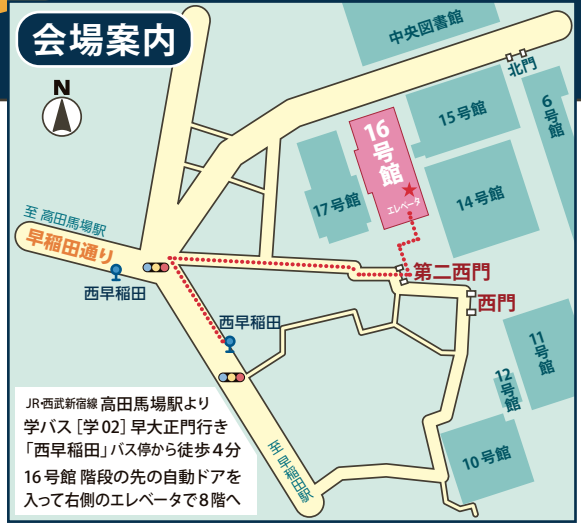 会場案内
N
中央図書館
北門
6号館
15号館
16号館
エレベータ
17号館
14号館
至 高田馬場駅
早稲田通り
西早稲田
西早稲田
第二西門
西門
11号館
12号館
10号館
至 早稲田駅
JR・西武新宿線 高田馬場駅より
学バス［学02］早大正門行き
「西早稲田」バス停から徒歩4分
16号館 階段の先の自動ドアを
入って右側のエレベータで8階へ